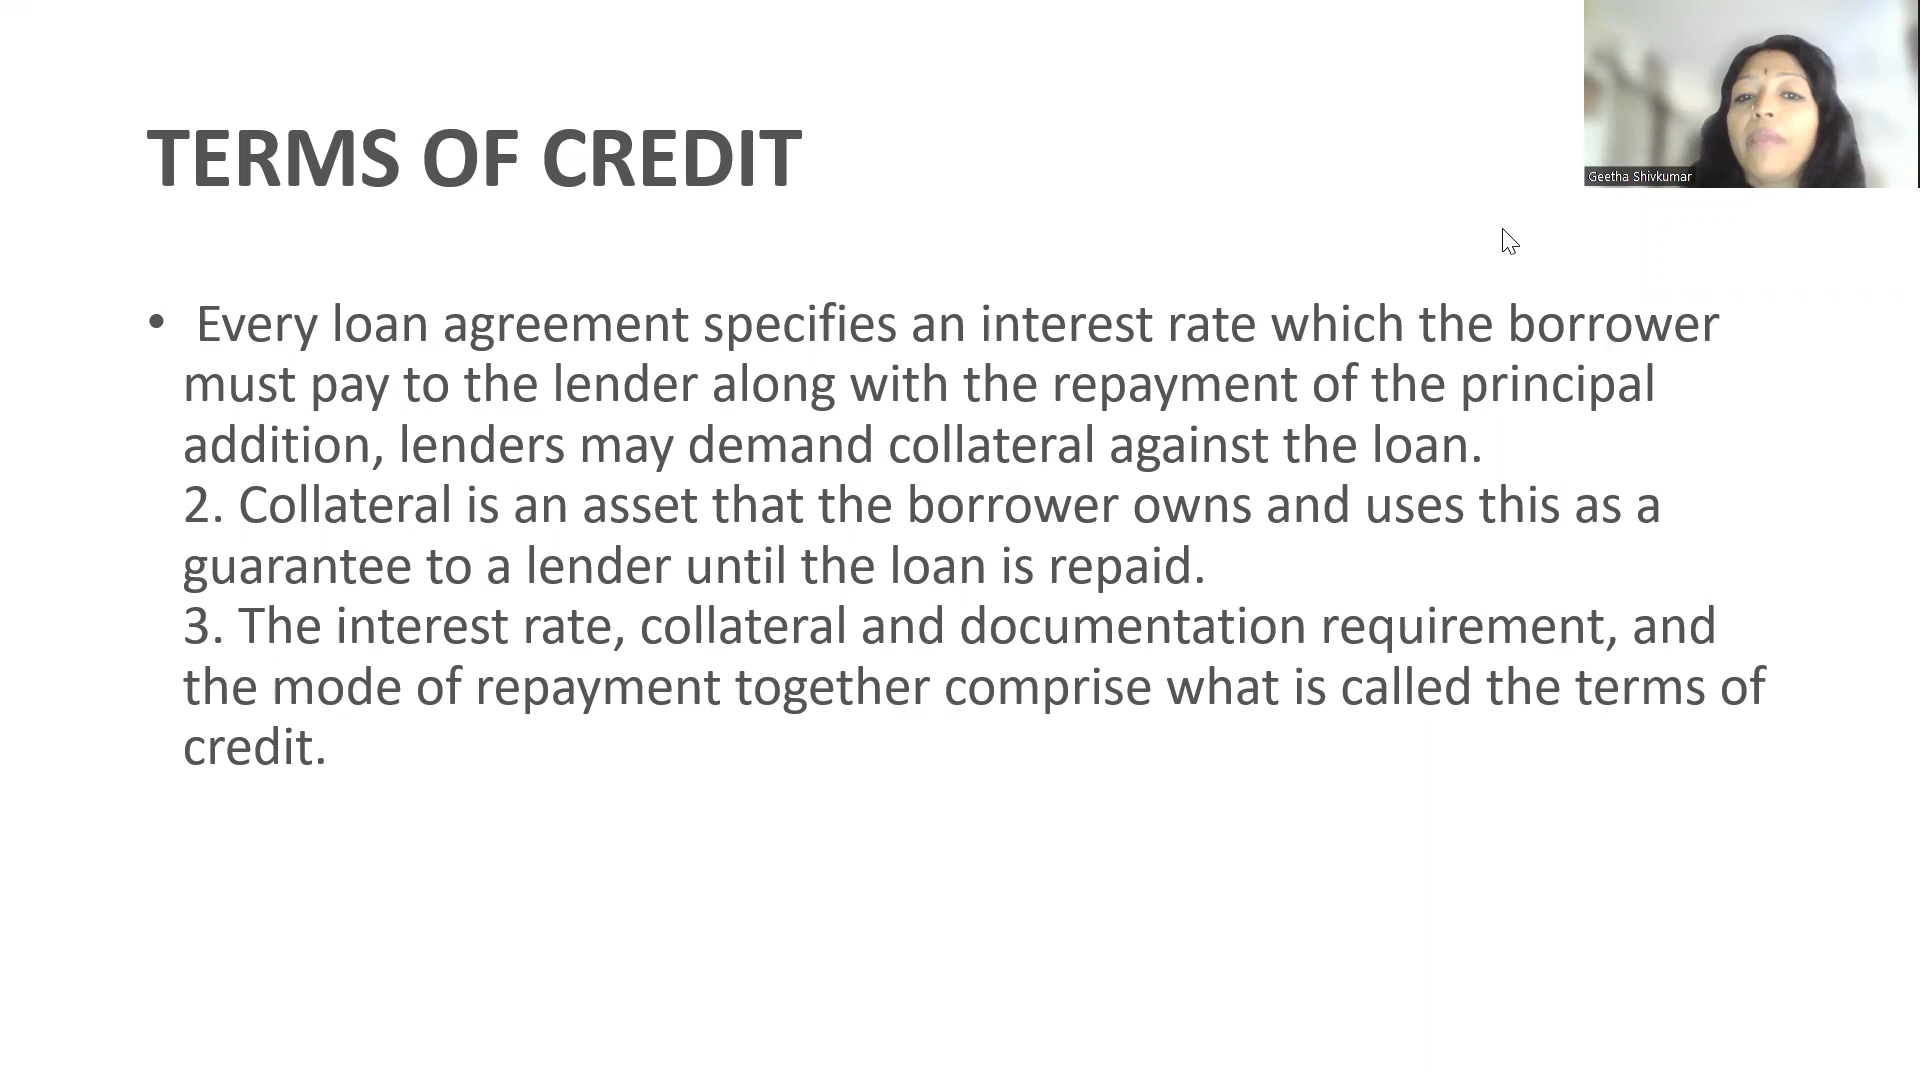 TERMS OF CREDIT
Geetha Shivkumar
• Every loan agreement specifies an interest rate which the borrower
must pay to the lender along with the repayment of the principal
addition, lenders may demand collateral against the loan.
2. Collateral is an asset that the borrower owns and uses this as a
guarantee to a lender until the loan is repaid.
3. The interest rate, collateral and documentation requirement, and
the mode of repayment together comprise what is called the terms of
credit.